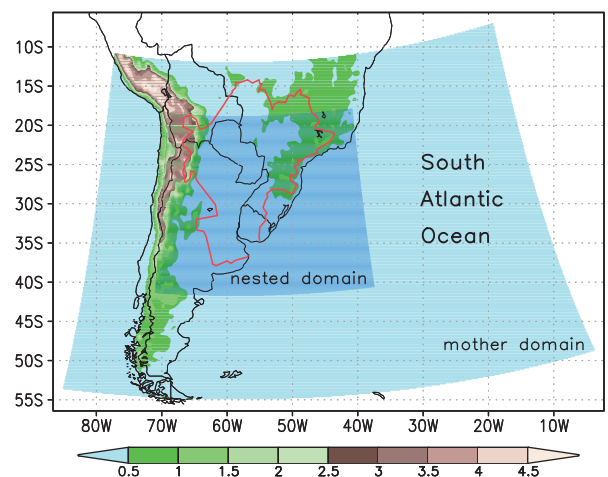 10S
15S
20S
25S
30S
35S
40S
45S
50S
55S
South
Atlantic
Ocean
nested domain
mother domain
80W 70W 60W 50W 40W 30W 20W 10W
0.5 1 1.5 2 2.5 3 3.5 4 4.5